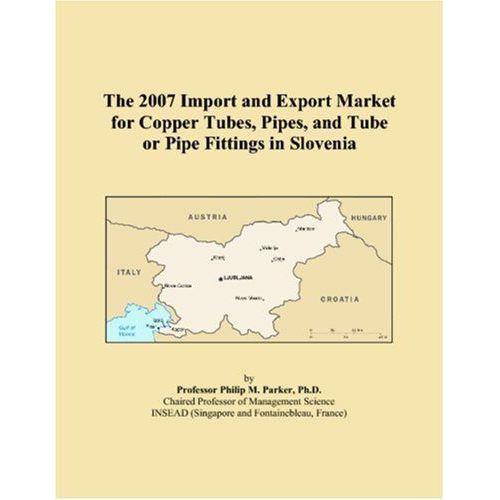 The 2007 Import and Export Market
for Copper Tubes, Pipes, and Tube
or Pipe Fittings in Slovenia
AUSTRIA
HUNGARY
Maribor
Velenje
Kranj
Celje
ITALY
LJUBLJANA
Nova Gorica
Novo Mesto
CROATIA
Gulf of
Koper
by
Professor Philip M. Parker, Ph.D.
Chaired Professor of Management Science
INSEAD (Singapore and Fontainebleau, France)